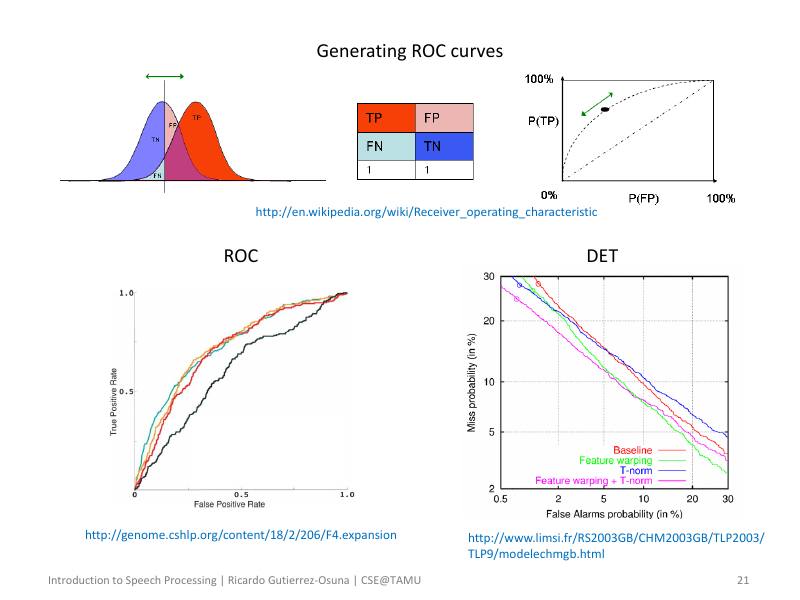 Generating ROC curves
TN
FP
TP
FN
TP FP
FN TN
1 1
100%
P(TP)
0%
P(FP)
100%
http://en.wikipedia.org/wiki/Receiver_operating_characteristic
ROC
1.0
True Positive Rate
0.5
0
0.5
1.0
False Positive Rate
http://genome.cshlp.org/content/18/2/206/F4.expansion
DET
30
20
Miss probability (in %)
10
5
2
Baseline
Feature warping
T-norm
Feature warping + T-norm
0.5 2 5 10 20 30
False Alarms probability (in %)
http://www.limsi.fr/RS2003GB/CHM2003GB/TLP2003/
TLP9/modelechmgb.html
Introduction to Speech Processing | Ricardo Gutierrez-Osuna | CSE@TAMU
21